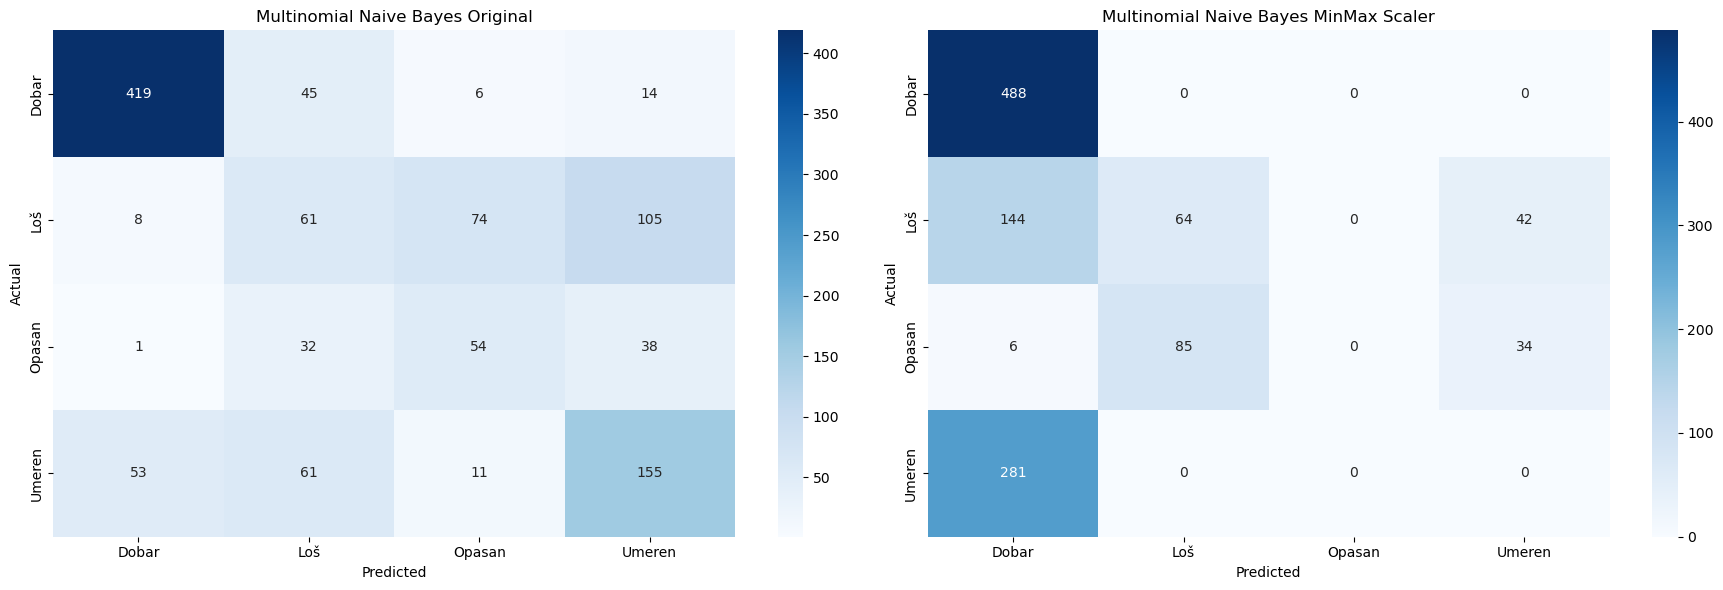 Multinomial Naive Bayes Original
Dobar 419 45 6 14
Loš 8 61 74 105
Opasan 1 32 54 38
Umeren 53 61 11 155
Actual
Dobar Loš Opasan Umeren
Predicted
400
350
300
250
200
150
100
50
Multinomial Naive Bayes MinMax Scaler
Dobar 488 0 0 0
Loš 144 64 0 42
Opasan 6 85 0 34
Umeren 281 0 0 0
Actual
Dobar Loš Opasan Umeren
Predicted
400
300
200
100
0